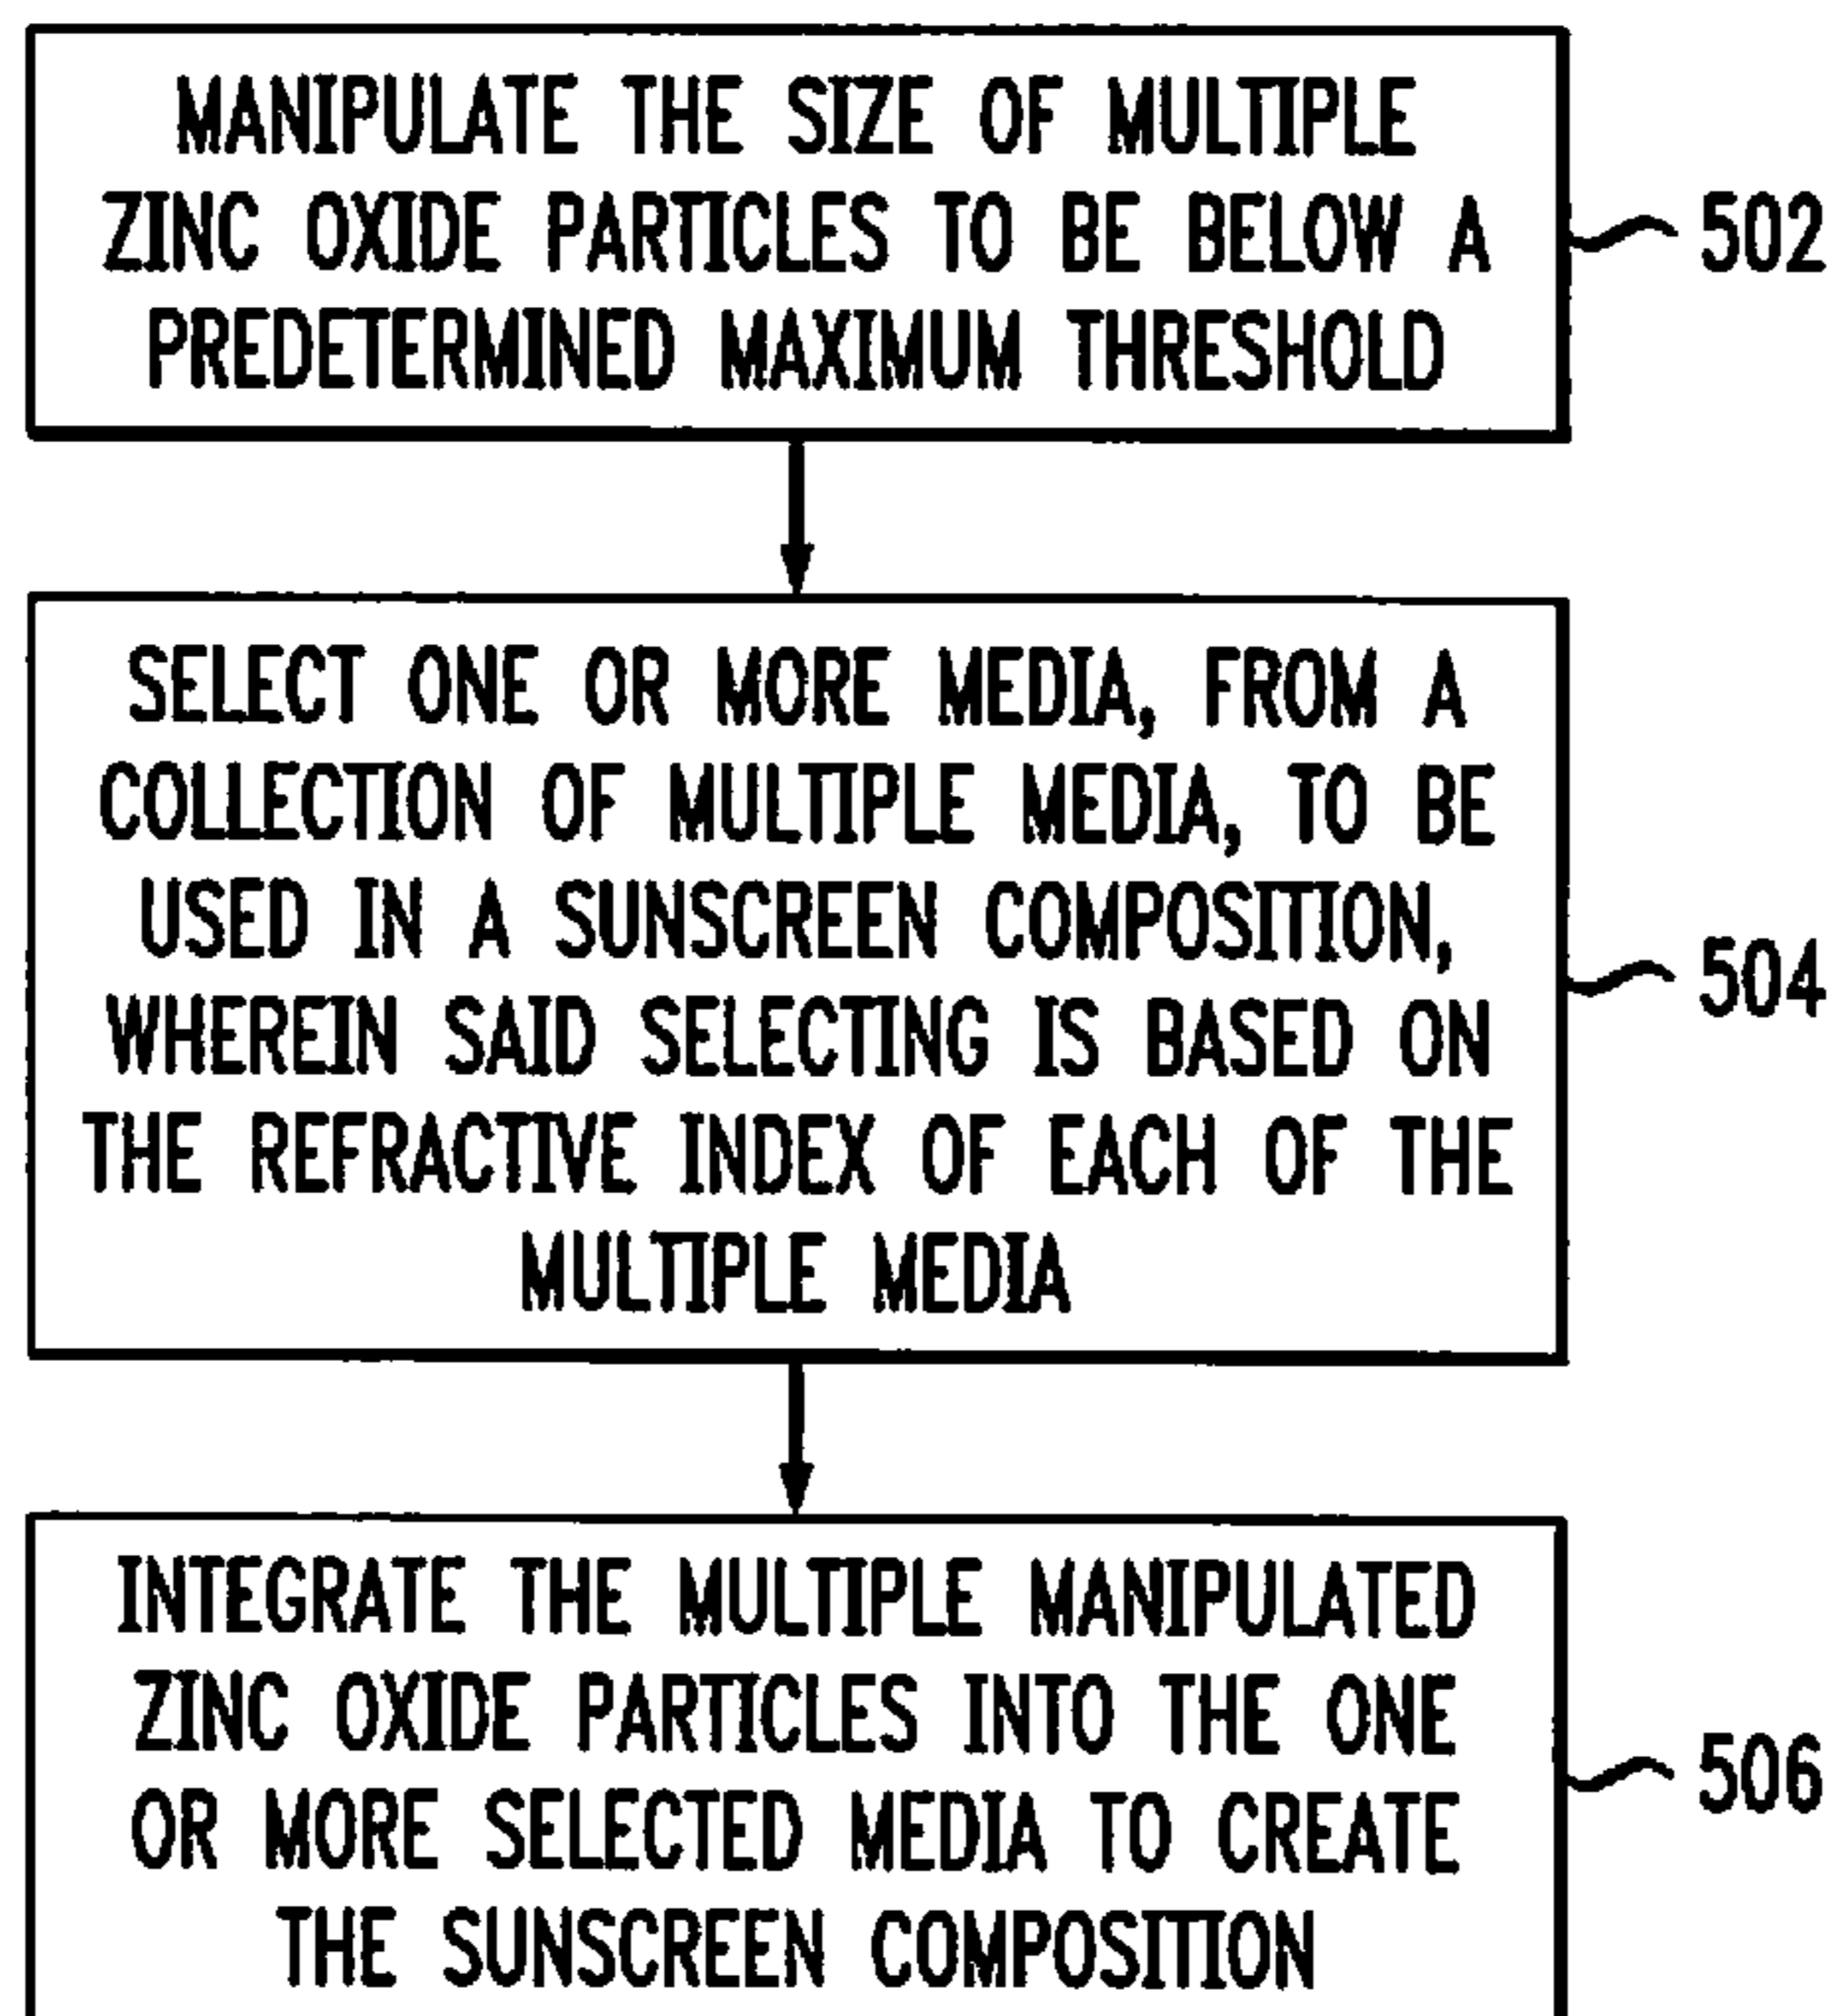 MANIPULATE THE SIZE OF MULTIPLE
ZINC OXIDE PARTICLES TO BE BELOW A
PREDETERMINED MAXIMUM THRESHOLD
502
SELECT ONE OR MORE MEDIA, FROM A
COLLECTION OF MULTIPLE MEDIA, TO BE
USED IN A SUNSCREEN COMPOSITION,
WHEREIN SAID SELECTING IS BASED ON
THE REFRACTIVE INDEX OF EACH OF THE
MULTIPLE MEDIA
504
INTEGRATE THE MULTIPLE MANIPULATED
ZINC OXIDE PARTICLES INTO THE ONE
OR MORE SELECTED MEDIA TO CREATE
THE SUNSCREEN COMPOSITION
506